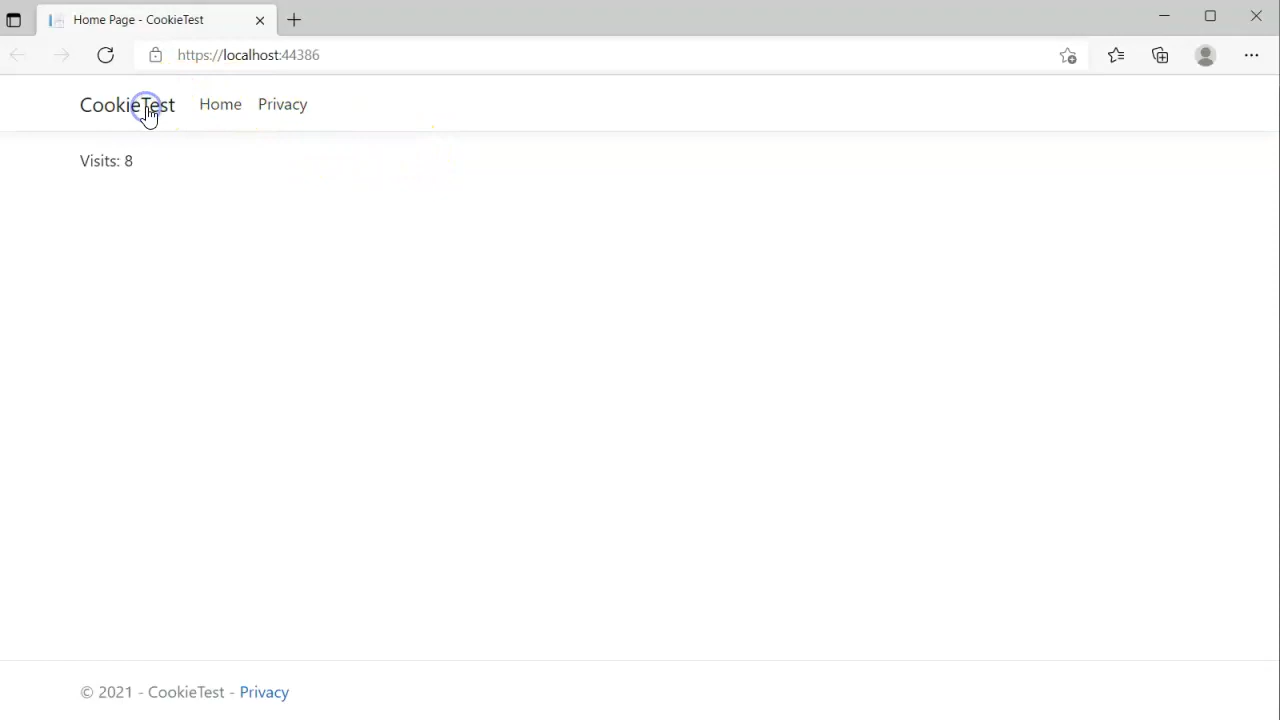 Home Page - CookieTest
https://localhost:44386
CookieTest Home Privacy
Visits: 8
© 2021 - CookieTest - Privacy